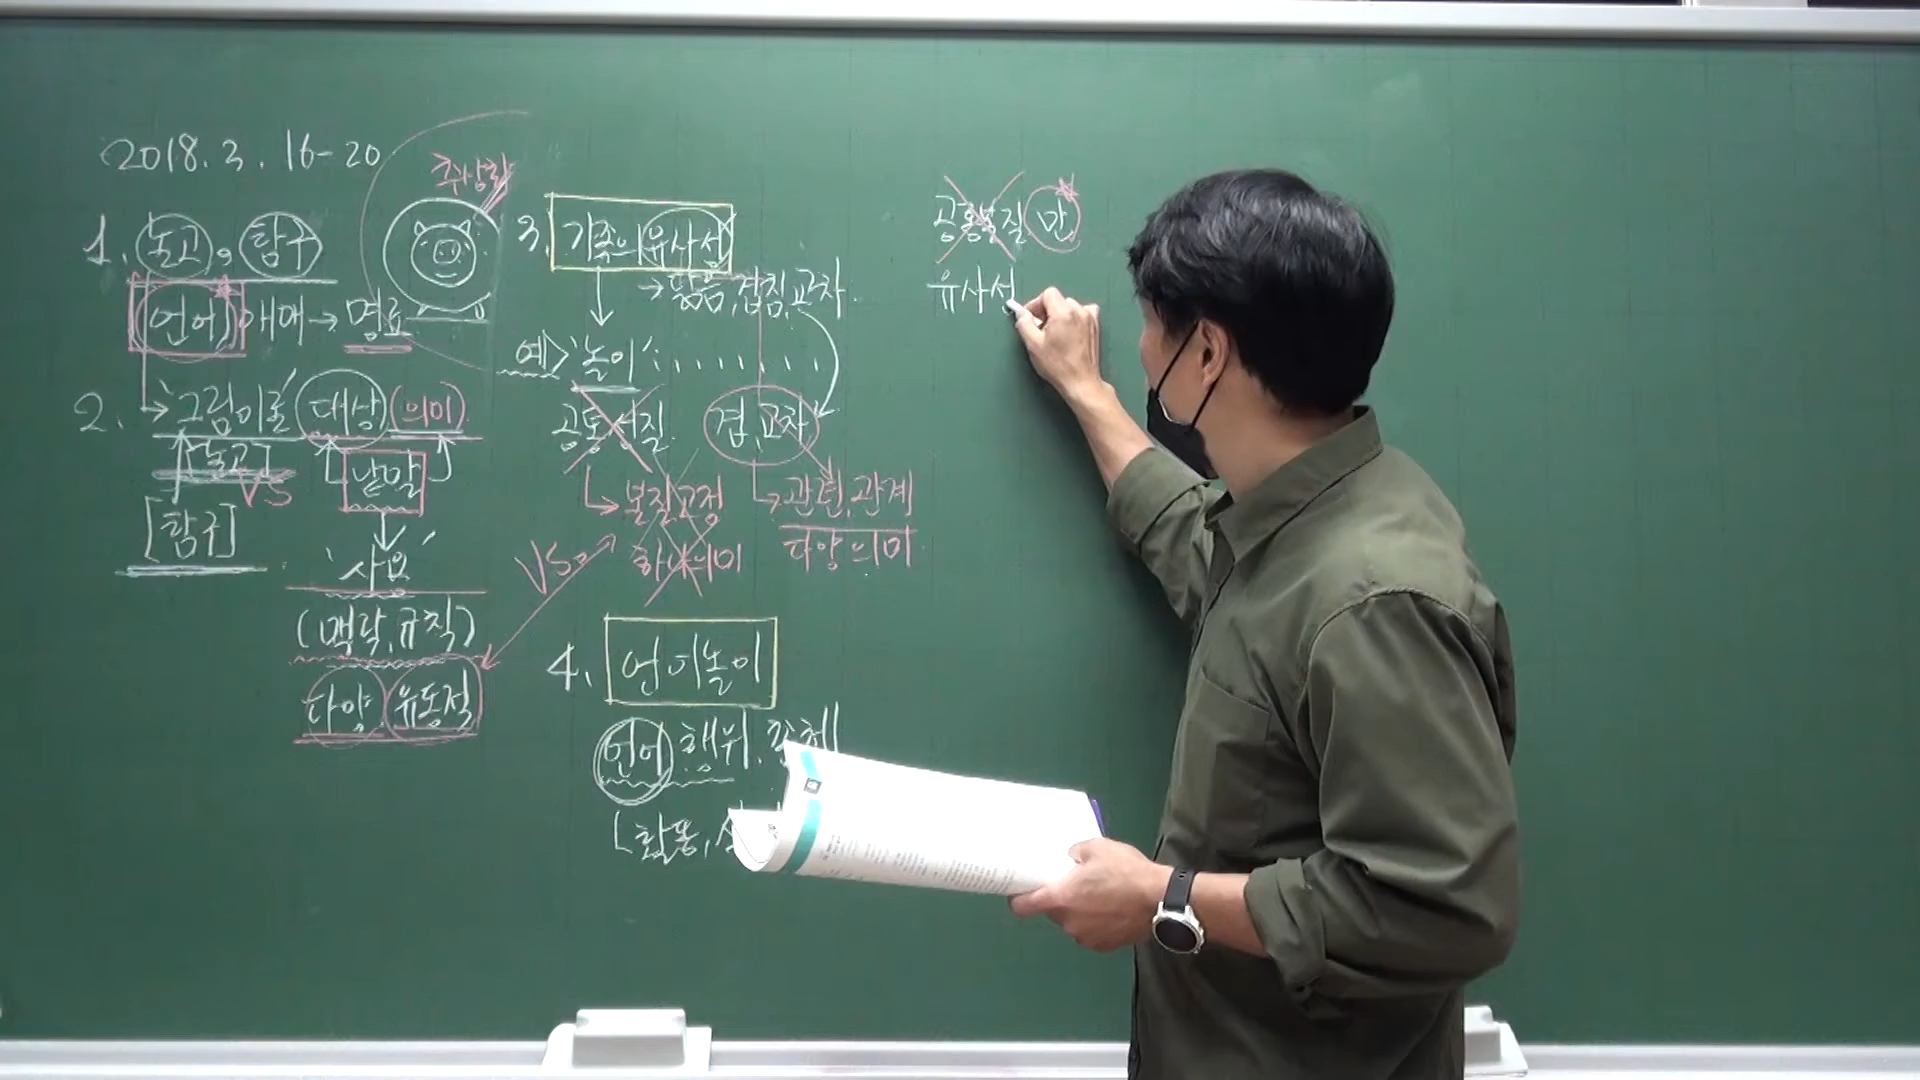 2018. 3. 16-20
1. 논고, 탐구
언어 애매→명료
2. →'그림이론' 대상 (의미)
[논고]
VS
낱말
[탐구]
'사용'
(맥락, 규칙)
다양 유동적
추상화
3. 가족의유사성
→닮음, 겹침, 교차.
예> '놀이':
공통성질. 겹, 교차
→본질, 고정
하나의미
VS
→관련, 관계
다양 의미
4. 언어놀이
언어 행위.
활동,
공통성질 만
유사성